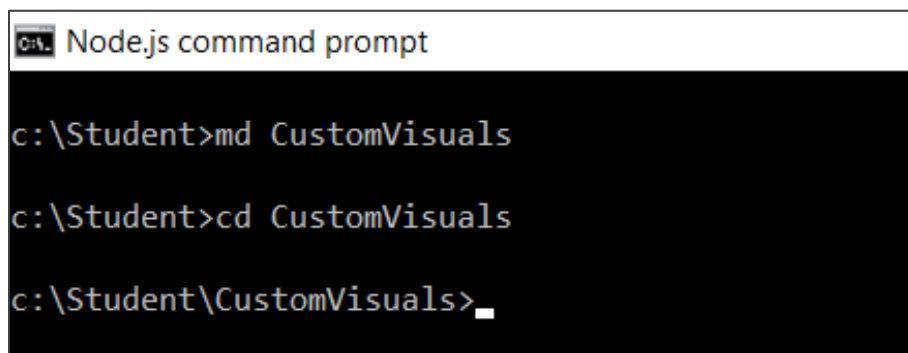 C:\. Node.js command prompt
c:\Student>md CustomVisuals
c:\Student>cd CustomVisuals
c:\Student\CustomVisuals>_